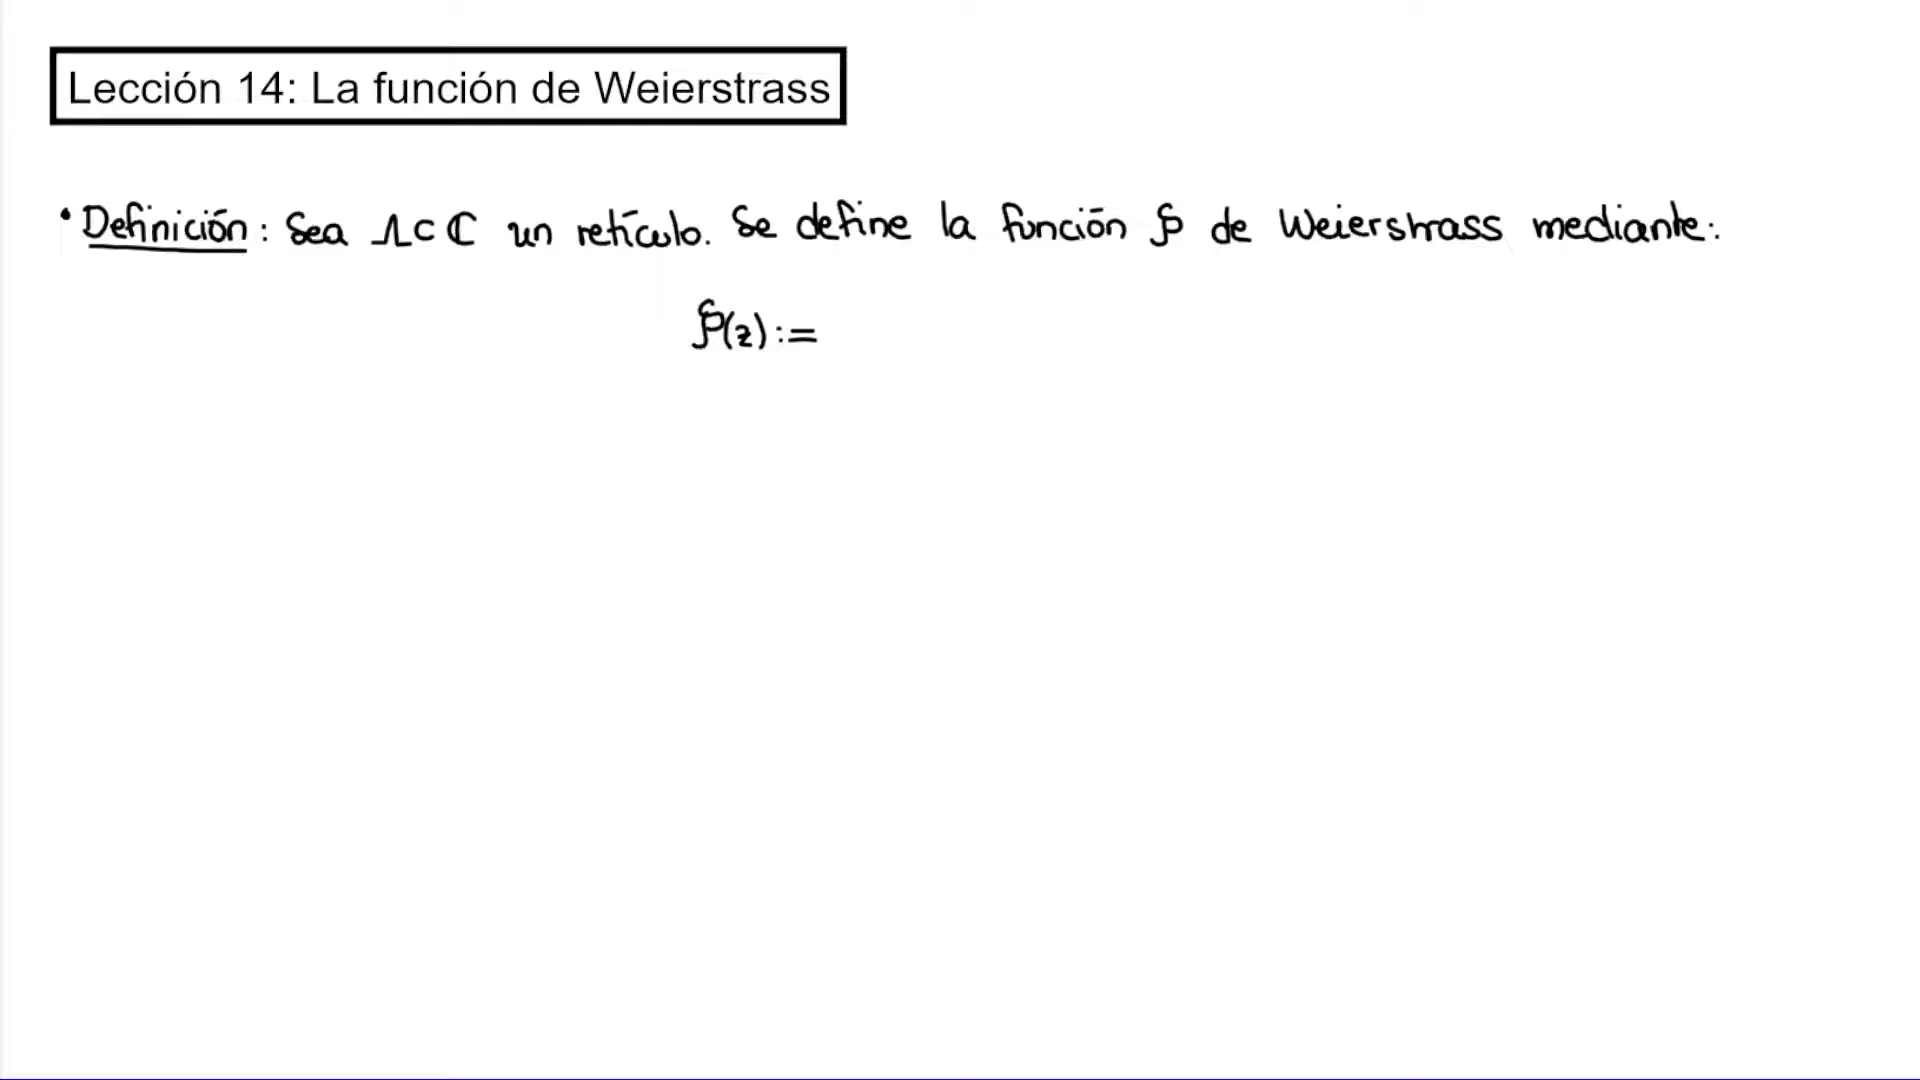 Lección 14: La función de Weierstrass
• Definición: Sea Λ⊂ℂ un retículo. Se define la función ℘ de Weierstrass mediante:
℘(z):=